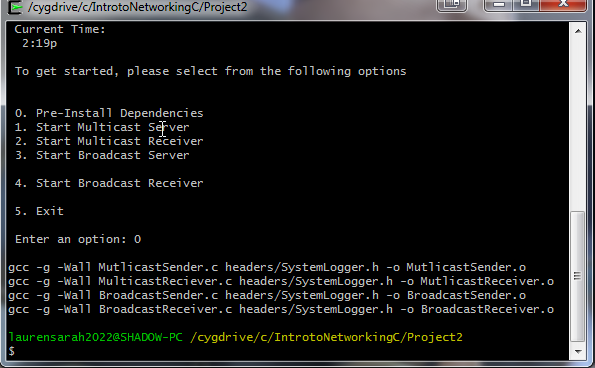 /cygdrive/c/IntrotoNetworkingC/Project2
Current Time:
2:19p
To get started, please select from the following options
0. Pre-Install Dependencies
1. Start Multicast Server
2. Start Multicast Receiver
3. Start Broadcast Server
4. Start Broadcast Receiver
5. Exit
Enter an option: 0
gcc -g -Wall MutlicastSender.c headers/SystemLogger.h -o MutlicastSender.o
gcc -g -Wall MulticastReciever.c headers/SystemLogger.h -o MutlicastReceiver.o
gcc -g -Wall BroadcastSender.c headers/SystemLogger.h -o BroadcastSender.o
gcc -g -Wall BroadcastReceiver.c headers/SystemLogger.h -o BroadcastReceiver.o
laurensarah2022@SHADOW-PC /cygdrive/c/IntrotoNetworkingC/Project2
$